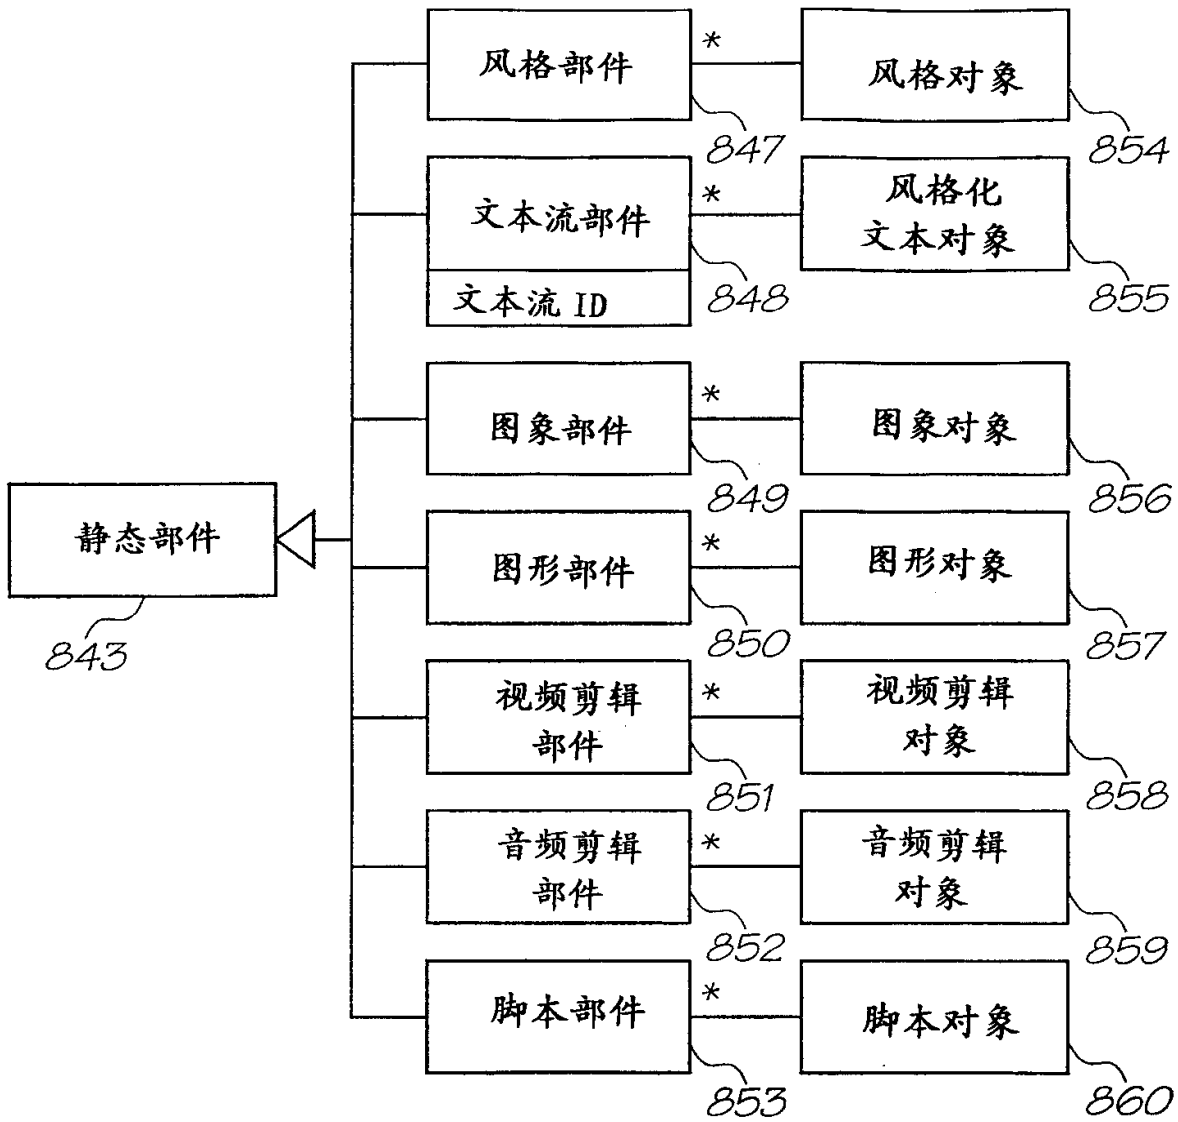 风格部件
*
风格对象
847
854
文本流部件
*
风格化
文本对象
848
855
文本流 ID
图象部件
*
图象对象
849
856
静态部件
843
图形部件
*
图形对象
850
857
视频剪辑
部件
*
视频剪辑
对象
851
858
音频剪辑
部件
*
音频剪辑
对象
852
859
脚本部件
*
脚本对象
853
860